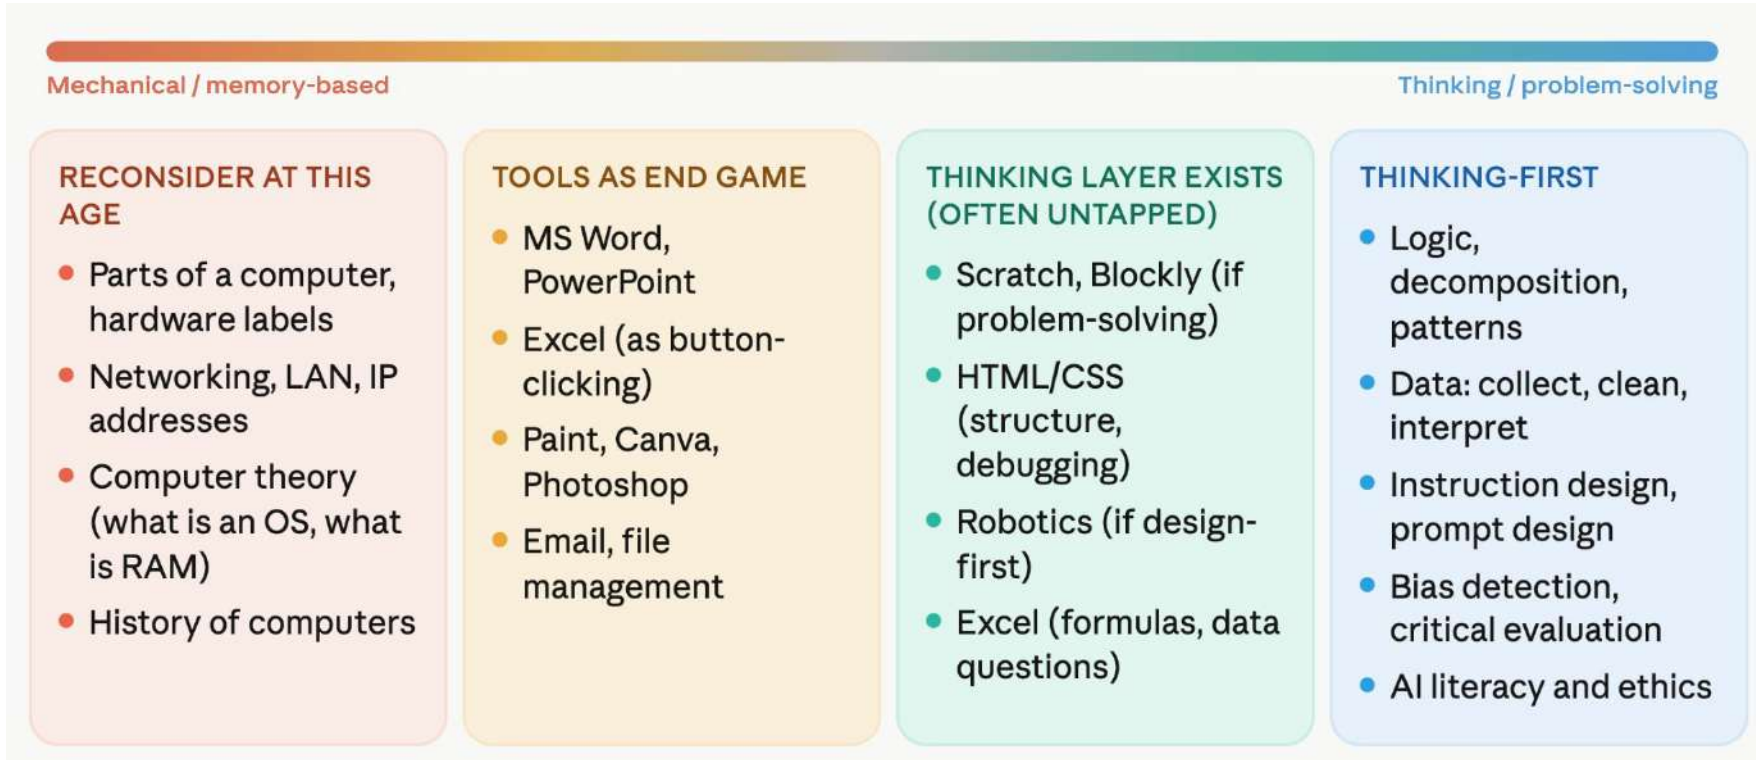 Mechanical / memory-based
Thinking / problem-solving
RECONSIDER AT THIS
AGE
Parts of a computer,
hardware labels
Networking, LAN, IP
addresses
Computer theory
(what is an OS, what
is RAM)
History of computers
TOOLS AS END GAME
MS Word,
PowerPoint
Excel (as button-
clicking)
Paint, Canva,
Photoshop
Email, file
management
THINKING LAYER EXISTS
(OFTEN UNTAPPED)
Scratch, Blockly (if
problem-solving)
HTML/CSS
(structure,
debugging)
Robotics (if design-
first)
Excel (formulas, data
questions)
THINKING-FIRST
Logic,
decomposition,
patterns
Data: collect, clean,
interpret
Instruction design,
prompt design
Bias detection,
critical evaluation
AI literacy and ethics